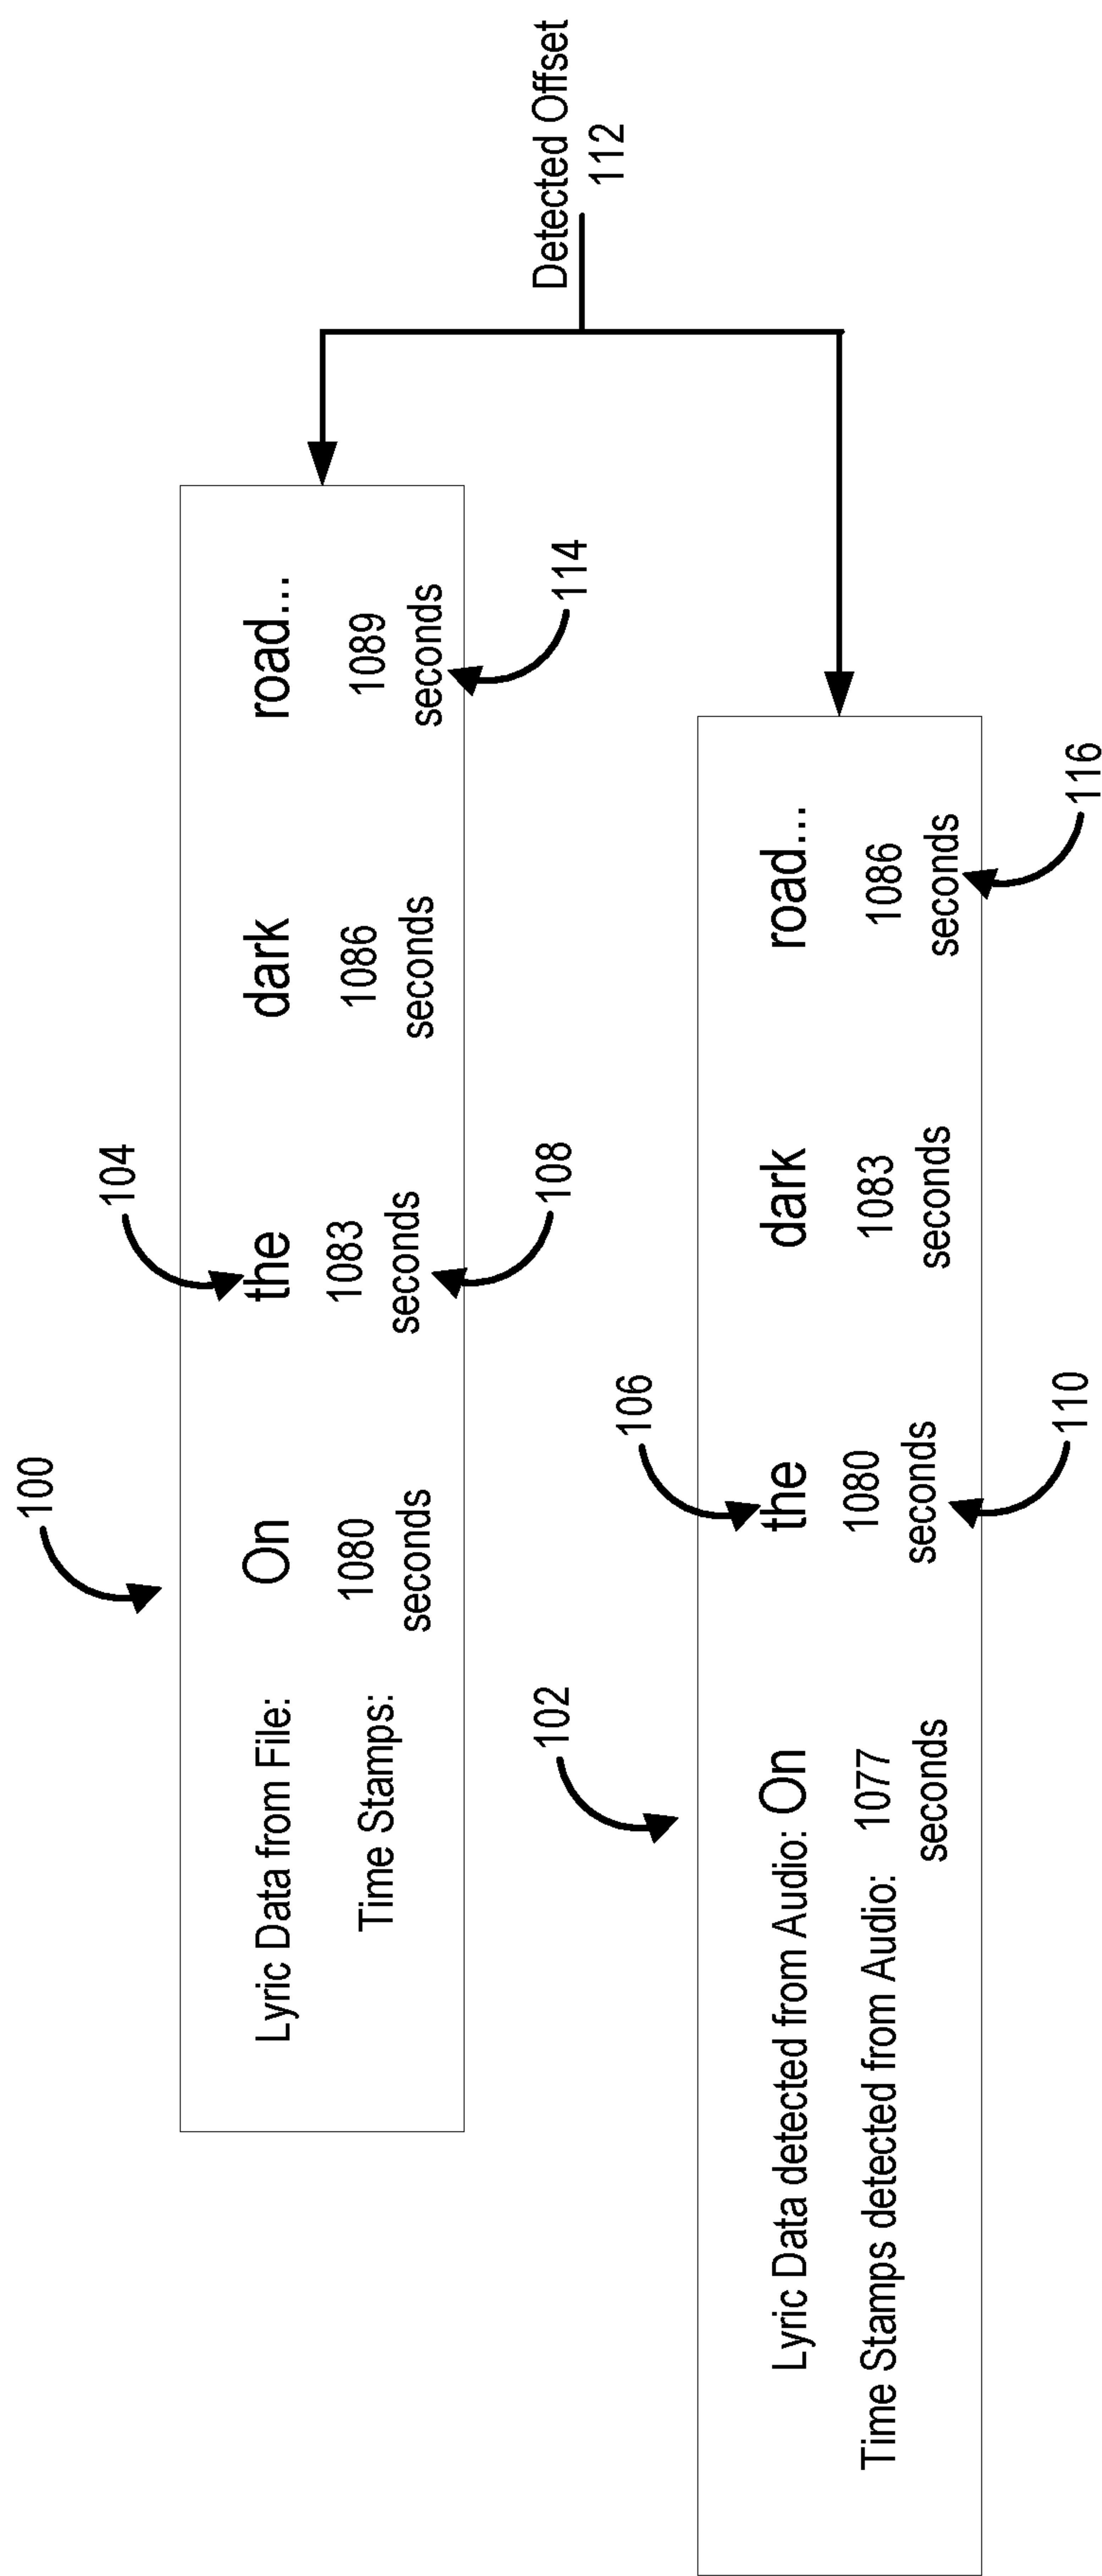 100
104
Lyric Data from File: On the dark road...
Time Stamps: 1080 1083 1086 1089
seconds seconds seconds seconds
108
114
Detected Offset
112
102
106
Lyric Data detected from Audio: On the dark road...
Time Stamps detected from Audio: 1077 1080 1083 1086
seconds seconds seconds seconds
110
116